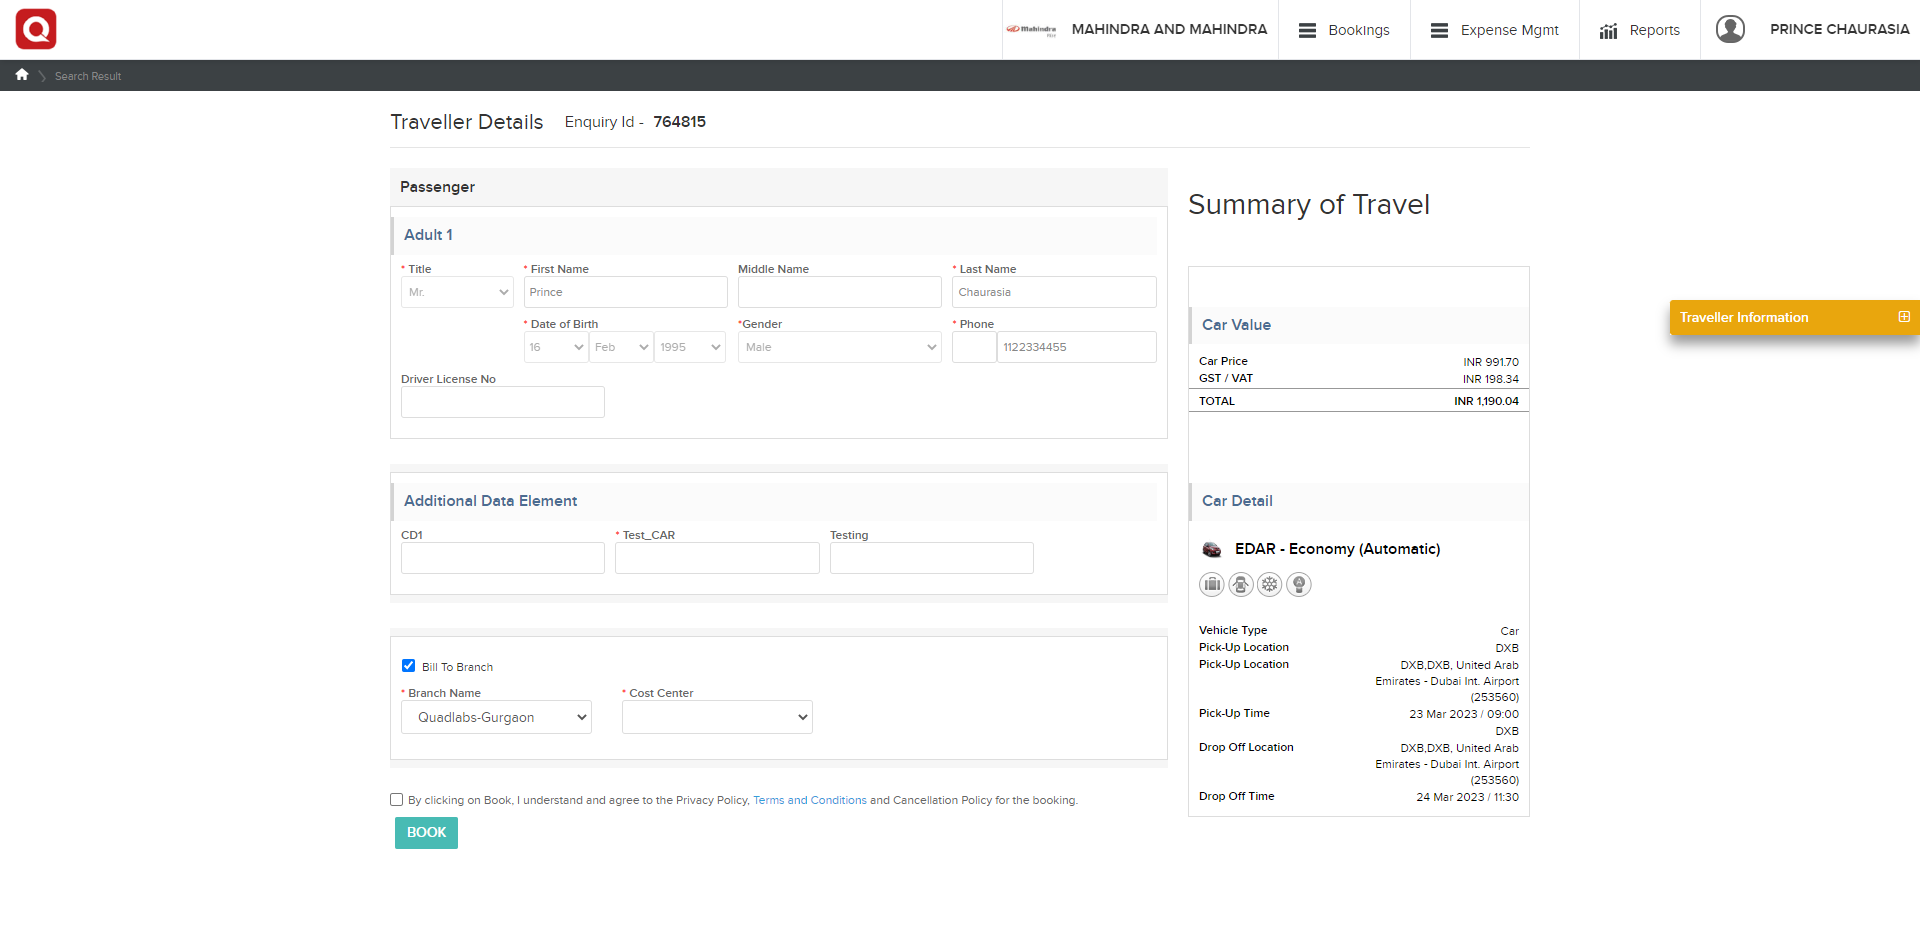 Q
Mahindra
MAHINDRA AND MAHINDRA
Bookings
Expense Mgmt
Reports
PRINCE CHAURASIA
Search Result
Traveller Details
Enquiry Id - 764815
Passenger
Summary of Travel
Adult 1
* Title
* First Name
Middle Name
* Last Name
Mr.
Prince
Chaurasia
* Date of Birth
*Gender
* Phone
16
Feb
1995
Male
1122334455
Driver License No
Traveller Information
Car Value
Car Price INR 991.70
GST / VAT INR 198.34
TOTAL INR 1,190.04
Additional Data Element
CD1
* Test_CAR
Testing
Car Detail
EDAR - Economy (Automatic)
A
Vehicle Type Car
Pick-Up Location DXB
Pick-Up Location DXB,DXB, United Arab
Emirates - Dubai Int. Airport
(253560)
Pick-Up Time 23 Mar 2023 / 09:00
DXB
Drop Off Location DXB,DXB, United Arab
Emirates - Dubai Int. Airport
(253560)
Drop Off Time 24 Mar 2023 / 11:30
Bill To Branch
* Branch Name
* Cost Center
Quadlabs-Gurgaon
By clicking on Book, I understand and agree to the Privacy Policy, Terms and Conditions and Cancellation Policy for the booking.
BOOK